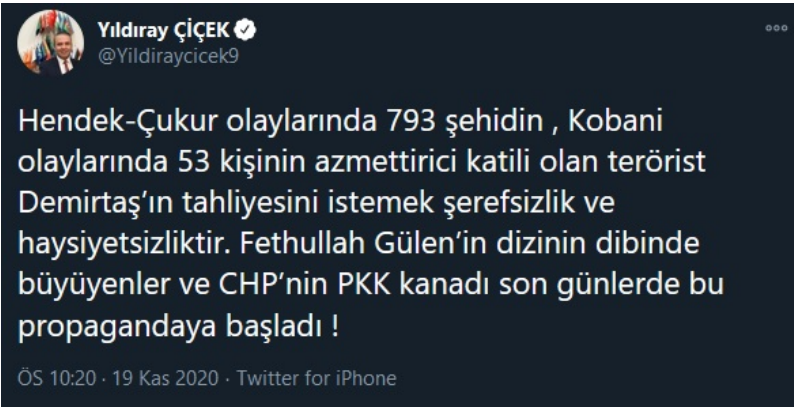 Yıldıray ÇİÇEK
@Yildiraycicek9
Hendek-Çukur olaylarında 793 şehidin , Kobani
olaylarında 53 kişinin azmettirici katili olan terörist
Demirtaş’ın tahliyesini istemek şerefsizlik ve
haysiyetsizliktir. Fethullah Gülen’in dizinin dibinde
büyüyenler ve CHP’nin PKK kanadı son günlerde bu
propagandaya başladı !
ÖS 10:20 · 19 Kas 2020 · Twitter for iPhone